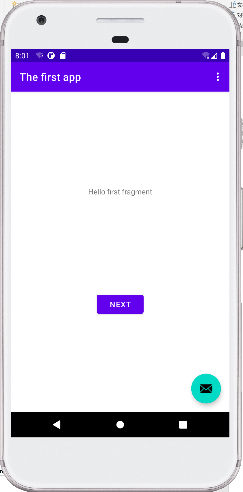 8:01
The first app
Hello first fragment
NEXT